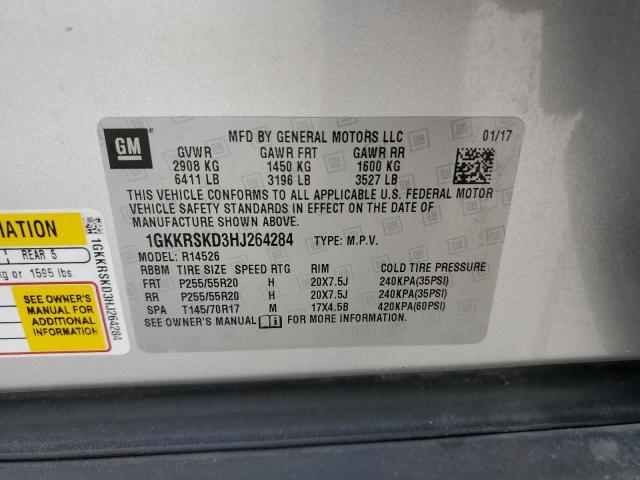 GM
MFD BY GENERAL MOTORS LLC 01/17
GVWR GAWR FRT GAWR RR
2908 KG 1450 KG 1600 KG
6411 LB 3196 LB 3527 LB
THIS VEHICLE CONFORMS TO ALL APPLICABLE U.S. FEDERAL MOTOR
VEHICLE SAFETY STANDARDS IN EFFECT ON THE DATE OF
MANUFACTURE SHOWN ABOVE.
1GKKRSKD3HJ264284 TYPE: M.P.V.
MODEL: R14526
RBBM TIRE SIZE SPEED RTG RIM COLD TIRE PRESSURE
FRT P255/55R20 H 20X7.5J 240KPA(35PSI)
RR P255/55R20 H 20X7.5J 240KPA(35PSI)
SPA T145/70R17 M 17X4.5B 420KPA(60PSI)
SEE OWNER'S MANUAL FOR MORE INFORMATION.
REAR 5
kg or 1595 lbs.
SEE OWNER'S
MANUAL FOR
ADDITIONAL
INFORMATION
1GKKRSKD3HJ264284